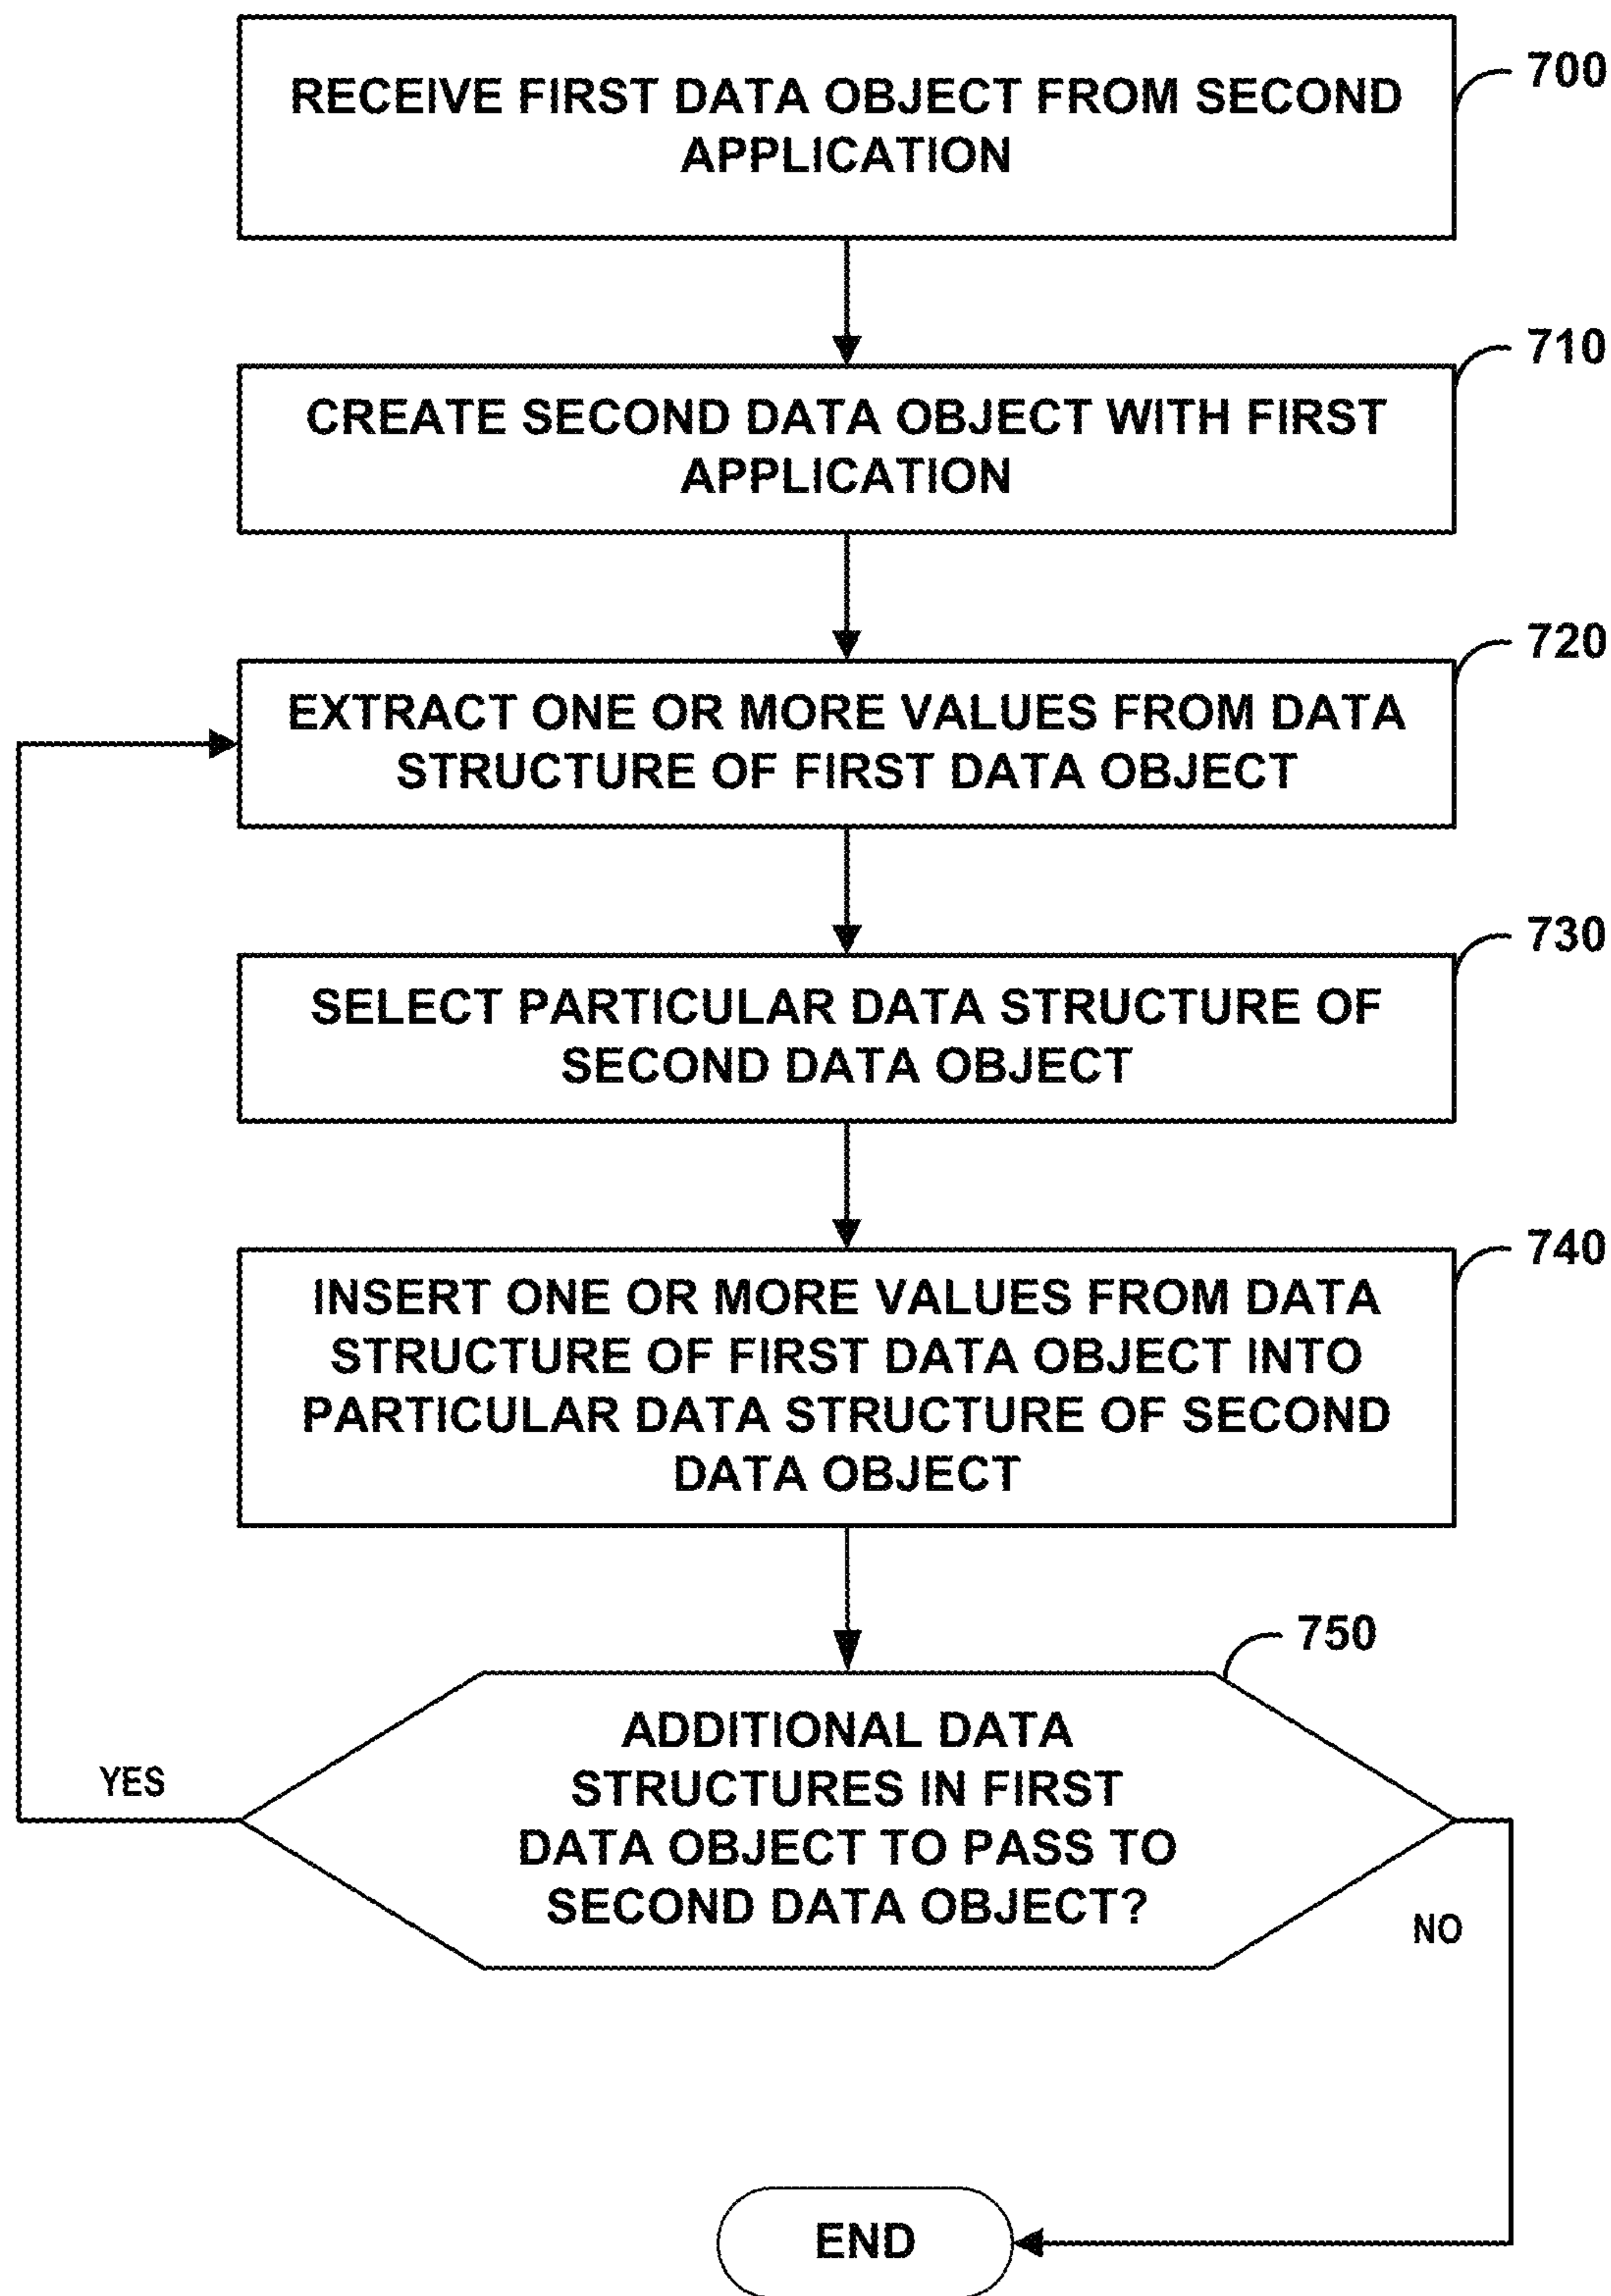 RECEIVE FIRST DATA OBJECT FROM SECOND
APPLICATION
700
CREATE SECOND DATA OBJECT WITH FIRST
APPLICATION
710
EXTRACT ONE OR MORE VALUES FROM DATA
STRUCTURE OF FIRST DATA OBJECT
720
SELECT PARTICULAR DATA STRUCTURE OF
SECOND DATA OBJECT
730
INSERT ONE OR MORE VALUES FROM DATA
STRUCTURE OF FIRST DATA OBJECT INTO
PARTICULAR DATA STRUCTURE OF SECOND
DATA OBJECT
740
ADDITIONAL DATA
STRUCTURES IN FIRST
DATA OBJECT TO PASS TO
SECOND DATA OBJECT?
750
YES
NO
END